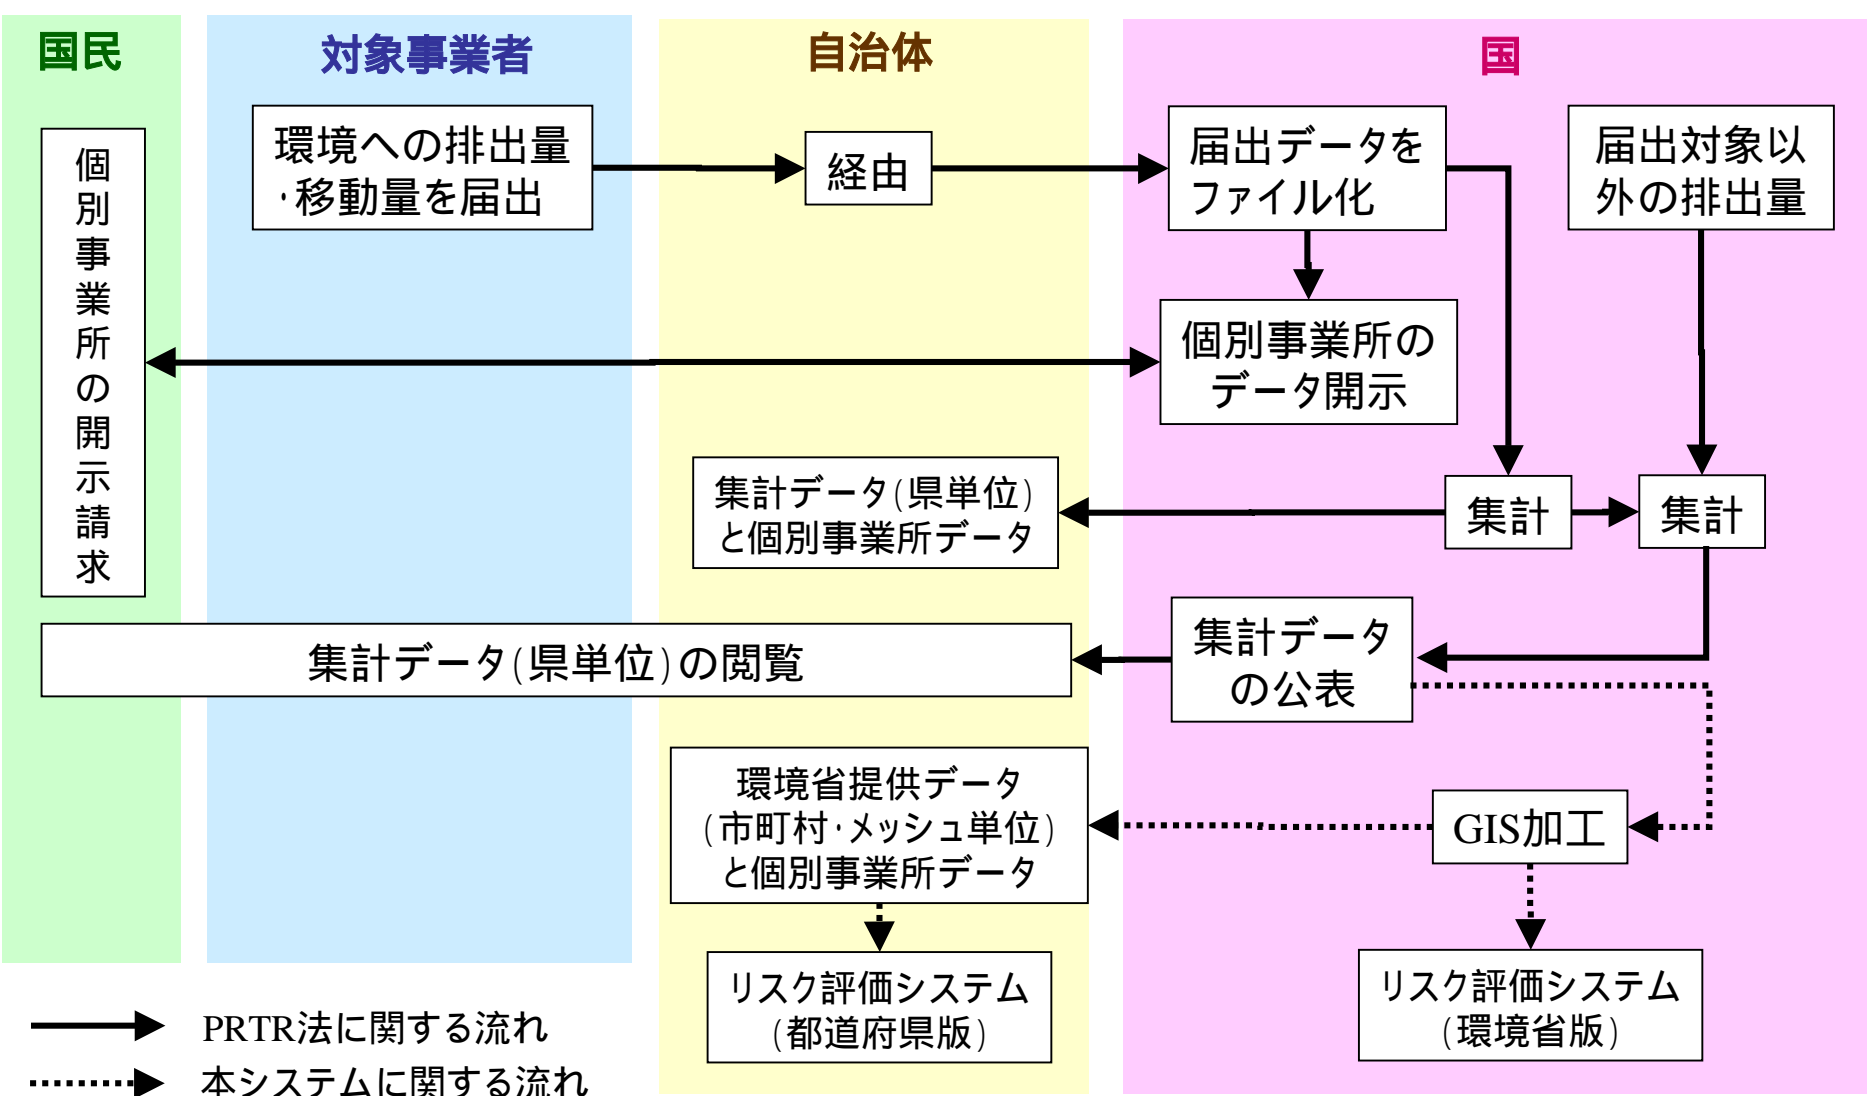 国民
対象事業者
自治体
国
個別事業所の開示請求
環境への排出量
・移動量を届出
経由
届出データを
ファイル化
届出対象以
外の排出量
個別事業所の
データ開示
集計データ(県単位)
と個別事業所データ
集計
集計
集計データ(県単位)の閲覧
集計データ
の公表
環境省提供データ
(市町村・メッシュ単位)
と個別事業所データ
GIS加工
リスク評価システム
(都道府県版)
リスク評価システム
(環境省版)
PRTR法に関する流れ
本システムに関する流れ